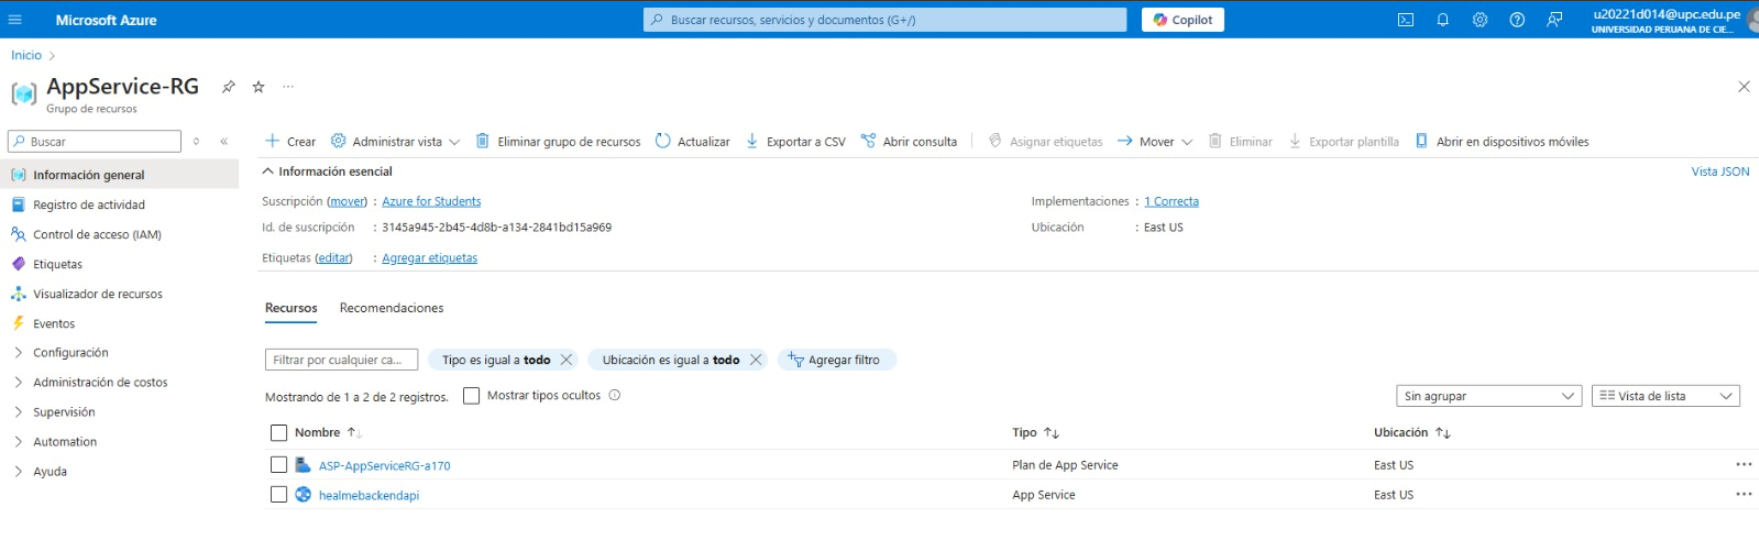 Microsoft Azure
Buscar recursos, servicios y documentos (G+/)
Copilot
u20221d014@upc.edu.pe
UNIVERSIDAD PERUANA DE CIE...
Inicio >
AppService-RG
Grupo de recursos
Buscar
Crear
Administrar vista
Eliminar grupo de recursos
Actualizar
Exportar a CSV
Abrir consulta
Asignar etiquetas
Mover
Eliminar
Exportar plantilla
Abrir en dispositivos móviles
Información general
Registro de actividad
Control de acceso (IAM)
Etiquetas
Visualizador de recursos
Eventos
Configuración
Administración de costos
Supervisión
Automation
Ayuda
Información esencial
Vista JSON
Suscripción (mover) : Azure for Students
Id. de suscripción : 3145a945-2b45-4d8b-a134-2841bd15a969
Etiquetas (editar) : Agregar etiquetas
Implementaciones : 1 Correcta
Ubicación : East US
Recursos Recomendaciones
Filtrar por cualquier ca...
Tipo es igual a todo
Ubicación es igual a todo
Agregar filtro
Mostrando de 1 a 2 de 2 registros.
Mostrar tipos ocultos
Sin agrupar
Vista de lista
Nombre Tipo Ubicación
ASP-AppServiceRG-a170 Plan de App Service East US
healmebackendapi App Service East US